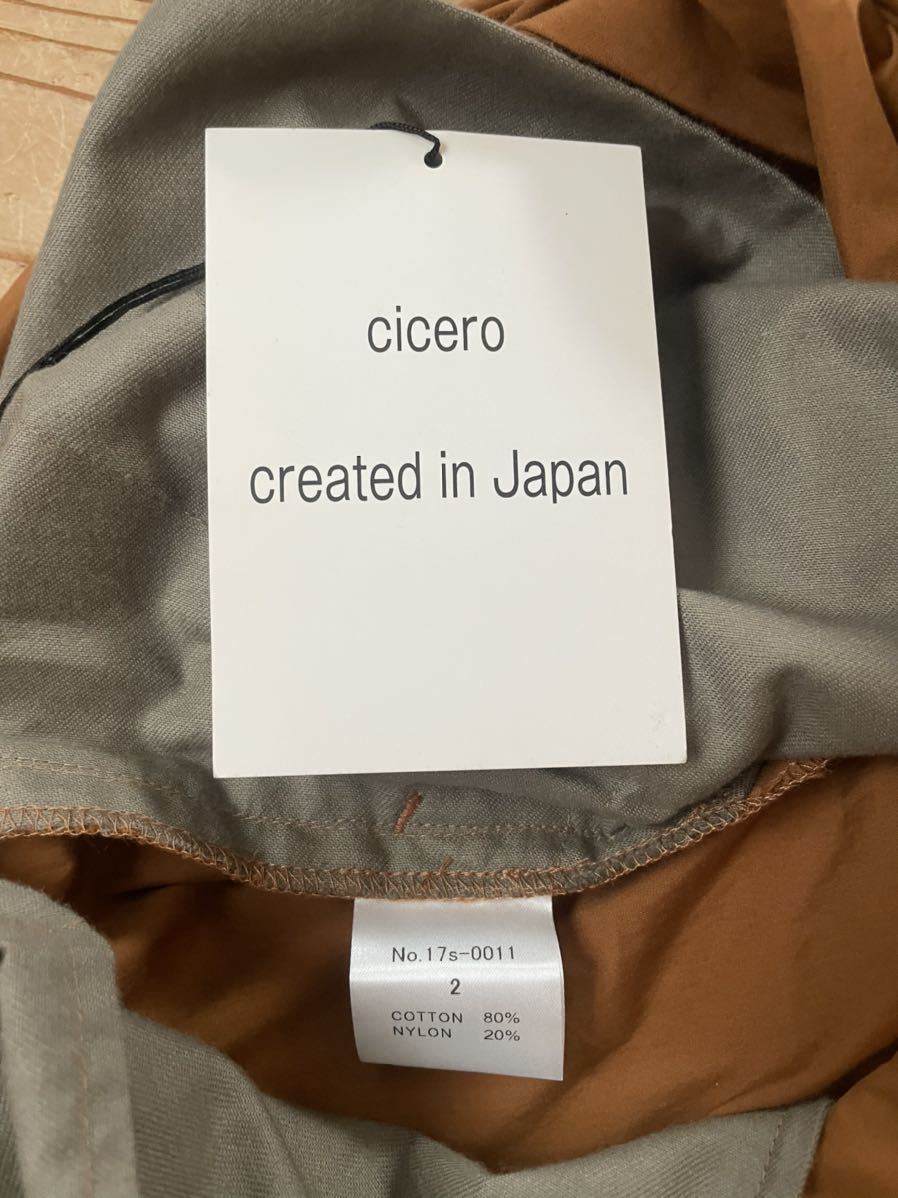 cicero
created in Japan
No.17s-0011
2
COTTON 80%
NYLON 20%